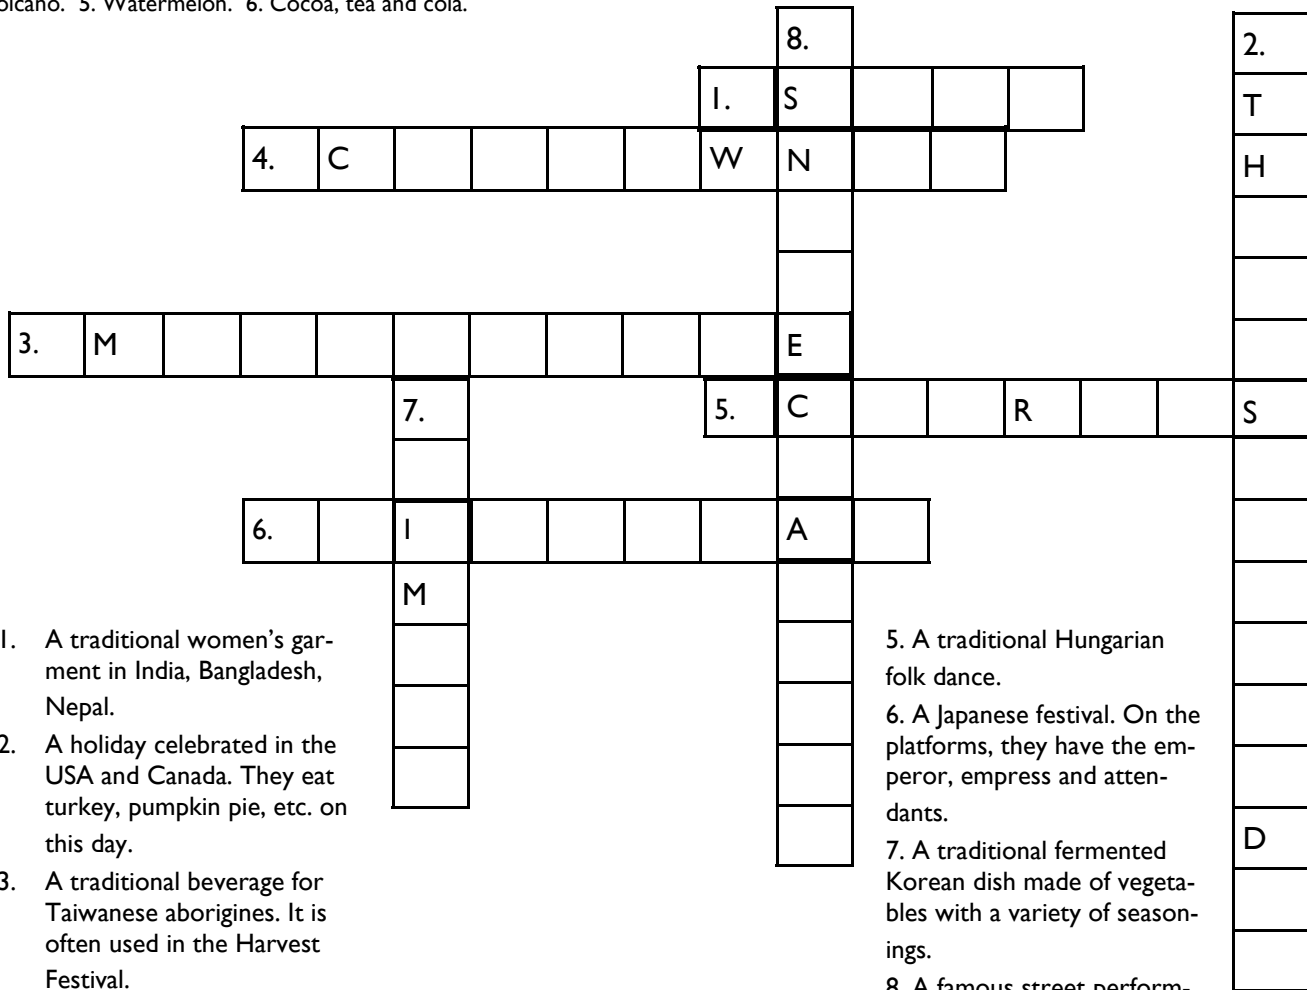 olcano. 5. Watermelon. 6. Cocoa, tea and cola.
8.
2.
1. S
T
4. C W N
H
3. M E
7.
5. C R S
6. I A
M
D
1. A traditional women's gar-
ment in India, Bangladesh,
Nepal.
2. A holiday celebrated in the
USA and Canada. They eat
turkey, pumpkin pie, etc. on
this day.
3. A traditional beverage for
Taiwanese aborigines. It is
often used in the Harvest
Festival.
5. A traditional Hungarian
folk dance.
6. A Japanese festival. On the
platforms, they have the em-
peror, empress and atten-
dants.
7. A traditional fermented
Korean dish made of vegeta-
bles with a variety of season-
ings.
8. A famous street perform-